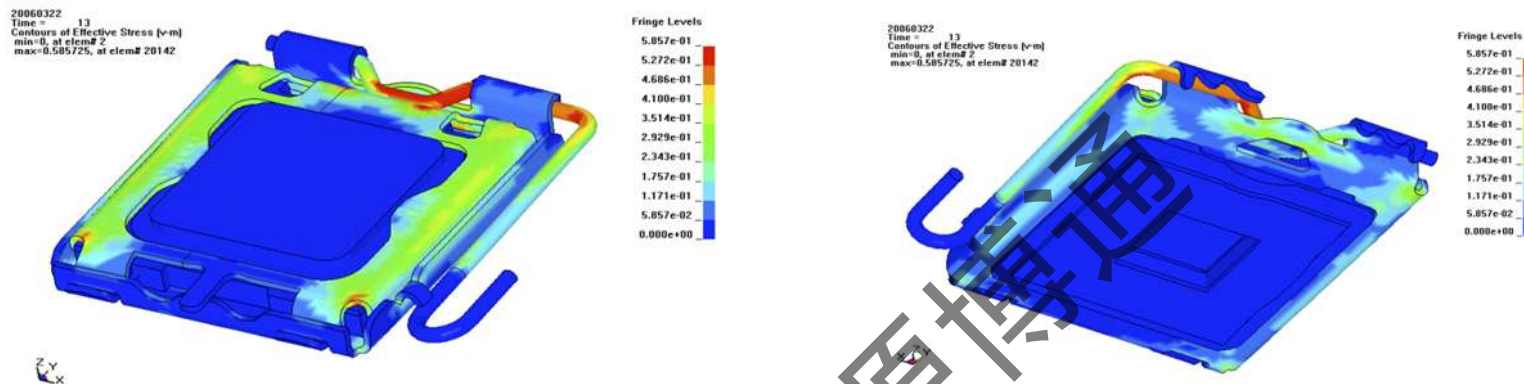 20060322
Time = 13
Contours of Effective Stress (v-m)
min=0, at elem# 2
max=0.585725, at elem# 20142
Fringe Levels
5.857e-01
5.272e-01
4.686e-01
4.100e-01
3.514e-01
2.929e-01
2.343e-01
1.757e-01
1.171e-01
5.857e-02
0.000e+00
Z Y
X
20060322
Time = 13
Contours of Effective Stress (v-m)
min=0, at elem# 2
max=0.585725, at elem# 20142
Fringe Levels
5.857e-01
5.272e-01
4.686e-01
4.100e-01
3.514e-01
2.929e-01
2.343e-01
1.757e-01
1.171e-01
5.857e-02
0.000e+00
博通